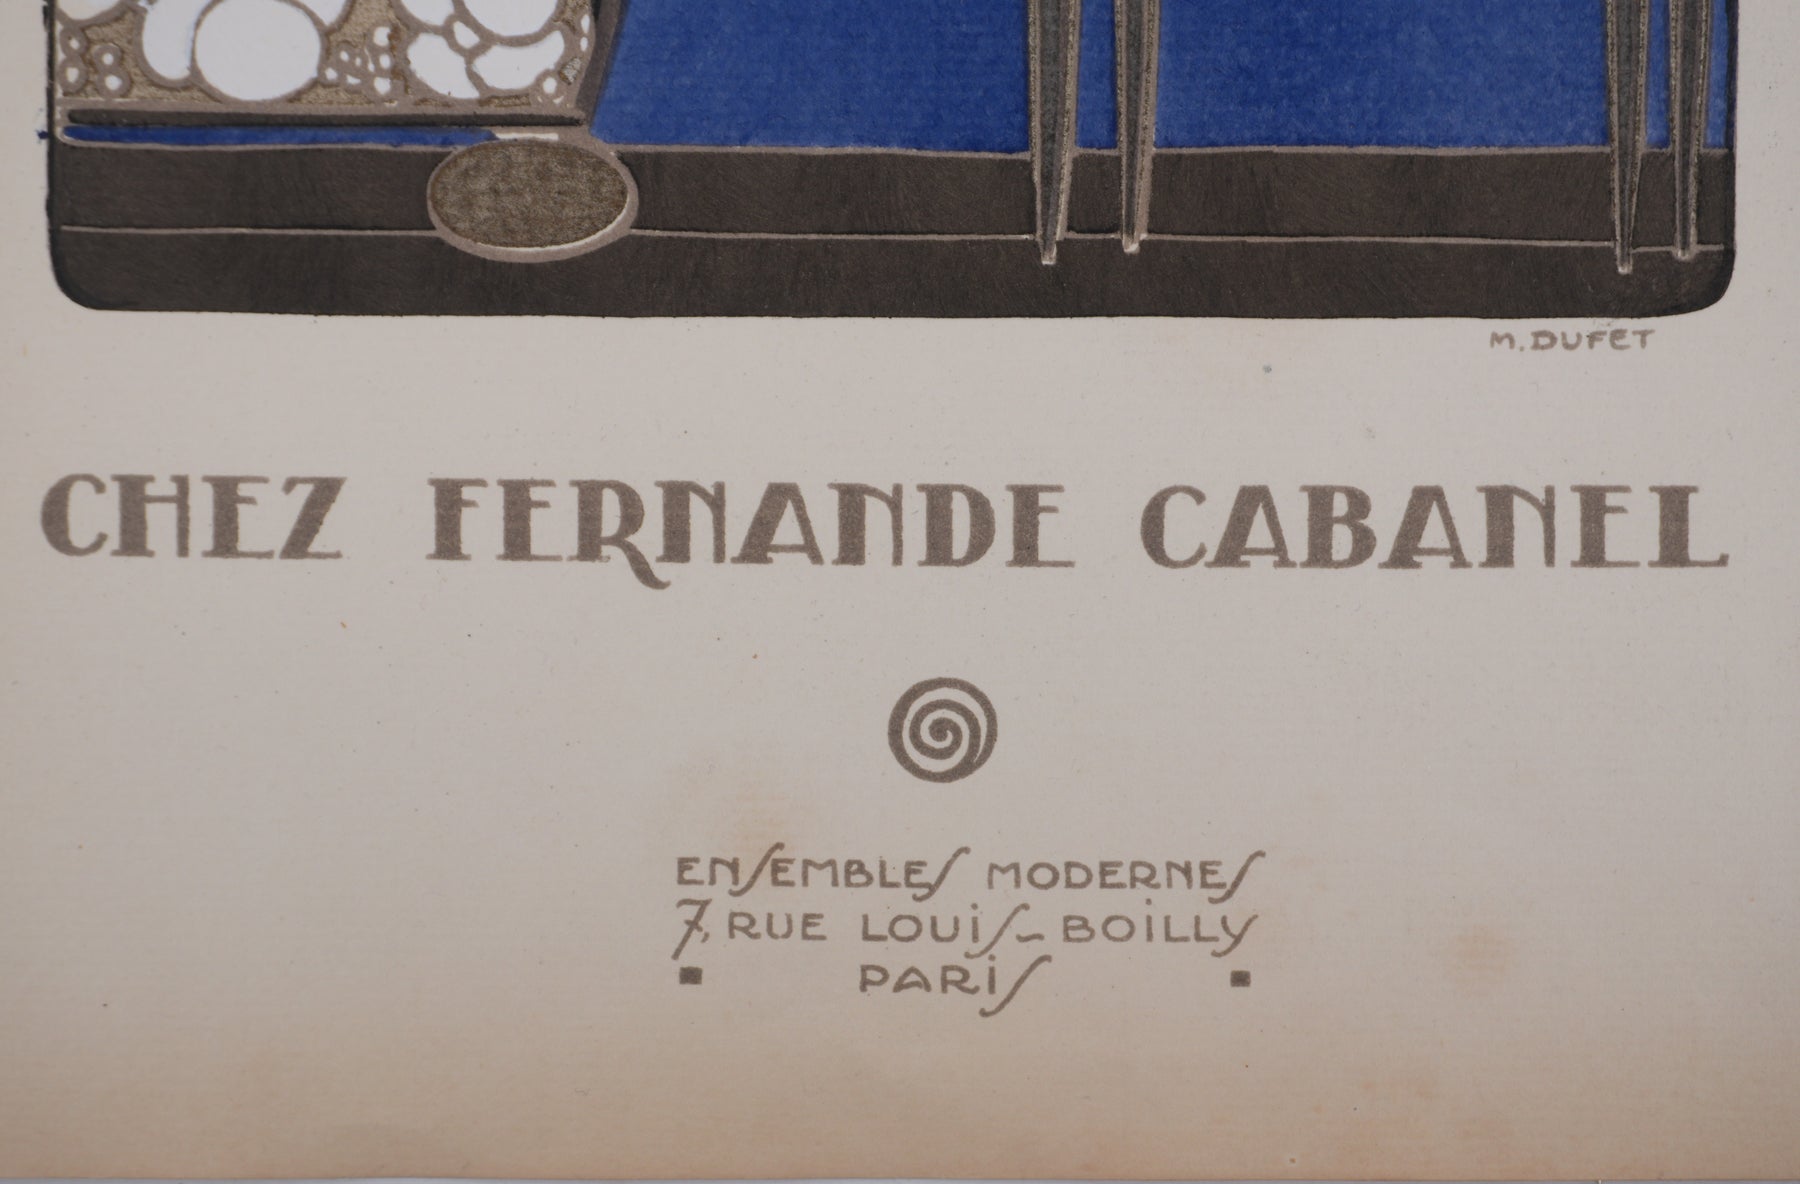 M. DUFET
CHEZ FERNANDE CABANEL
ENSEMBLES MODERNES
7, RUE LOUIS-BOILLY
PARIS